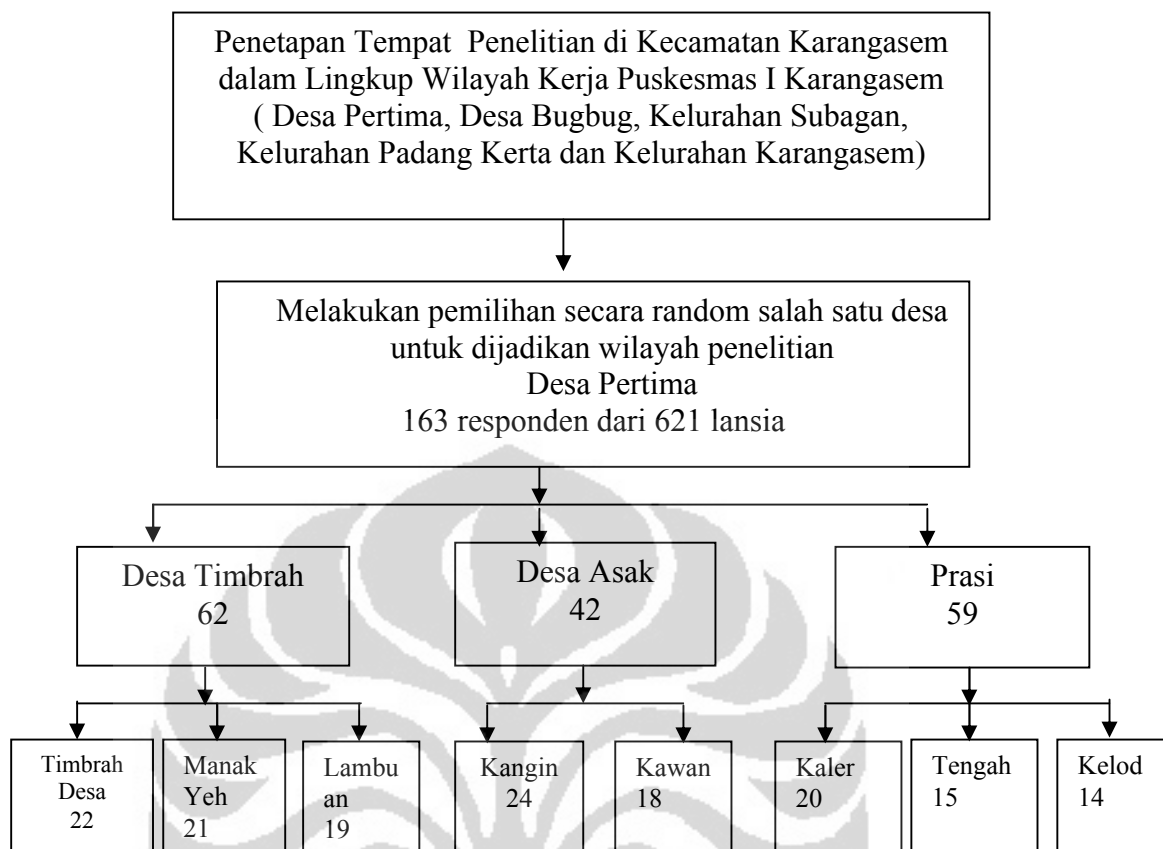 Penetapan Tempat Penelitian di Kecamatan Karangasem
dalam Lingkup Wilayah Kerja Puskesmas I Karangasem
( Desa Pertima, Desa Bugbug, Kelurahan Subagan,
Kelurahan Padang Kerta dan Kelurahan Karangasem)
Melakukan pemilihan secara random salah satu desa
untuk dijadikan wilayah penelitian
Desa Pertima
163 responden dari 621 lansia
Desa Timbrah
62
Desa Asak
42
Prasi
59
Timbrah
Desa
22
Manak
Yeh
21
Lambu
an
19
Kangin
24
Kawan
18
Kaler
20
Tengah
15
Kelod
14